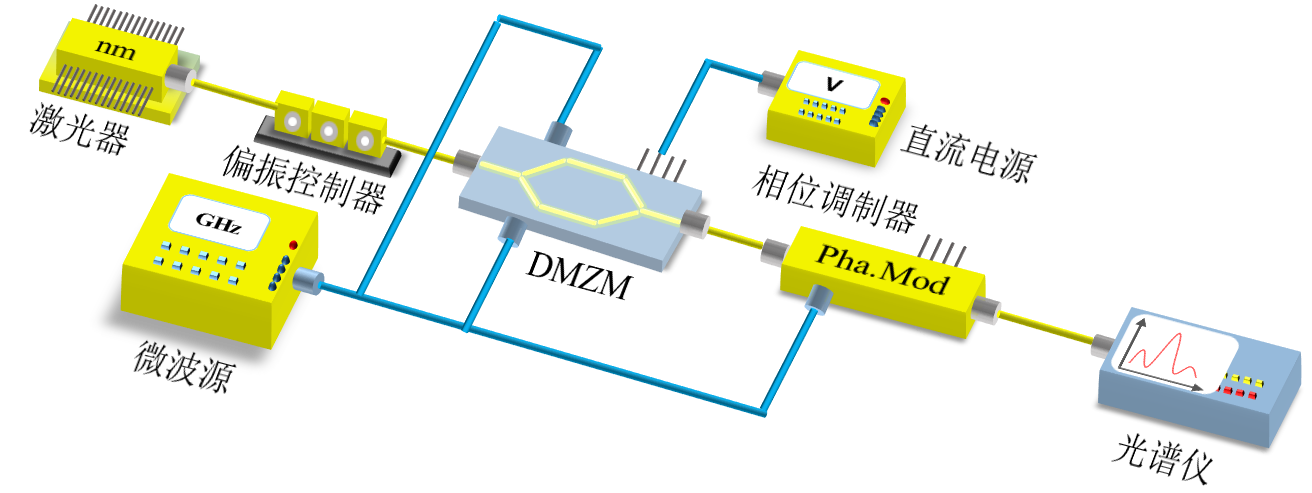 nm
激光器
偏振控制器
V
直流电源
GHz
微波源
DMZM
相位调制器
Pha.Mod
光谱仪